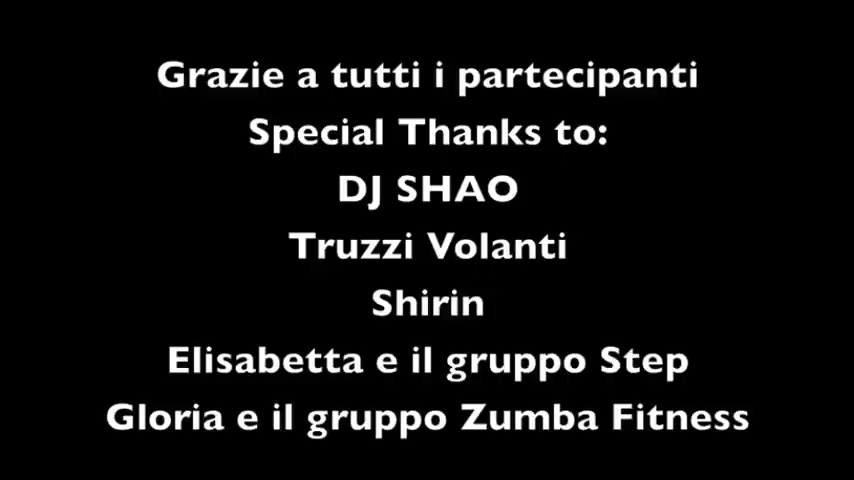 Grazie a tutti i partecipanti
Special Thanks to:
DJ SHAO
Truzzi Volanti
Shirin
Elisabetta e il gruppo Step
Gloria e il gruppo Zumba Fitness